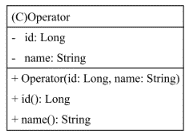 (C)Operator
- id: Long
- name: String
+ Operator(id: Long, name: String)
+ id(): Long
+ name(): String